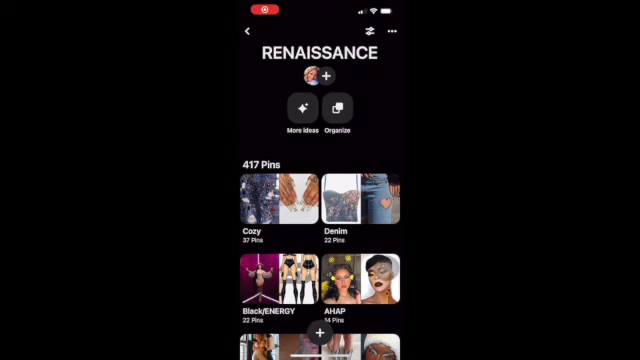 RENAISSANCE
More ideas
Organize
417 Pins
Cozy
37 Pins
Denim
22 Pins
Black/ENERGY
22 Pins
AHAP
14 Pins